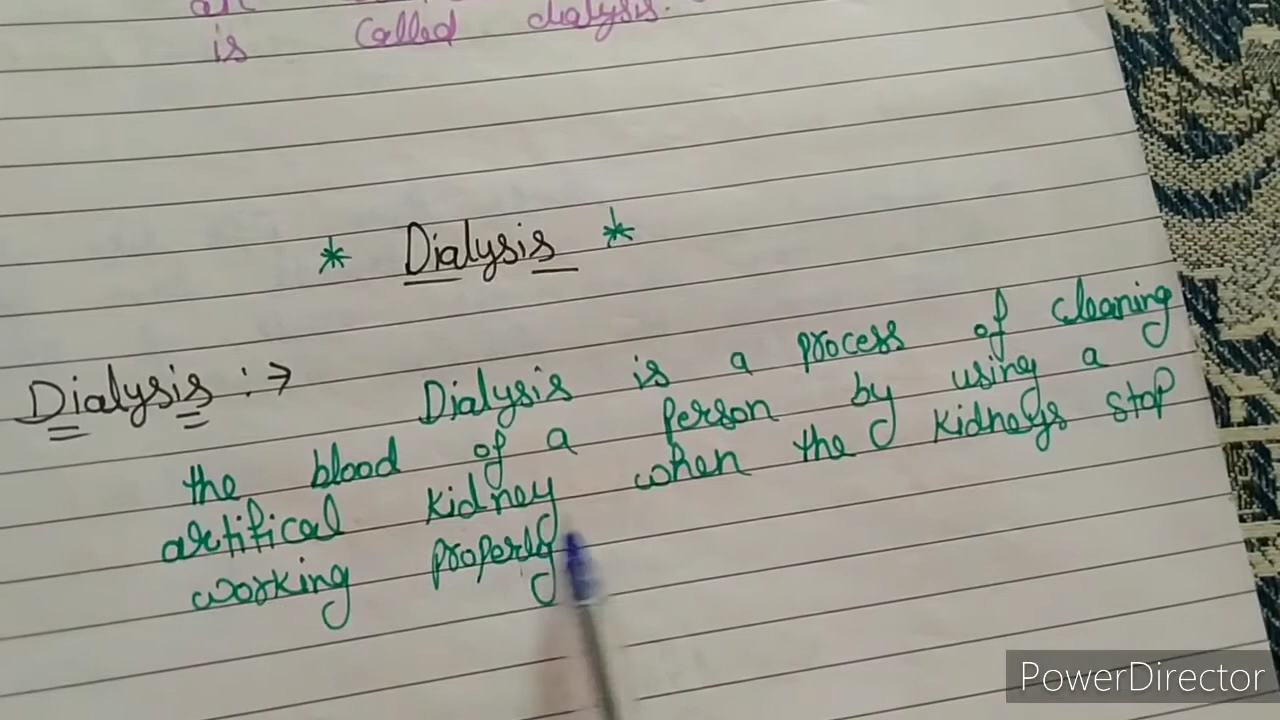 is called dialysis.
* Dialysis *
Dialysis :→ Dialysis is a process of cleaning
the blood of a person by using a
artifical kidney when the kidneys stop
working properly
PowerDirector